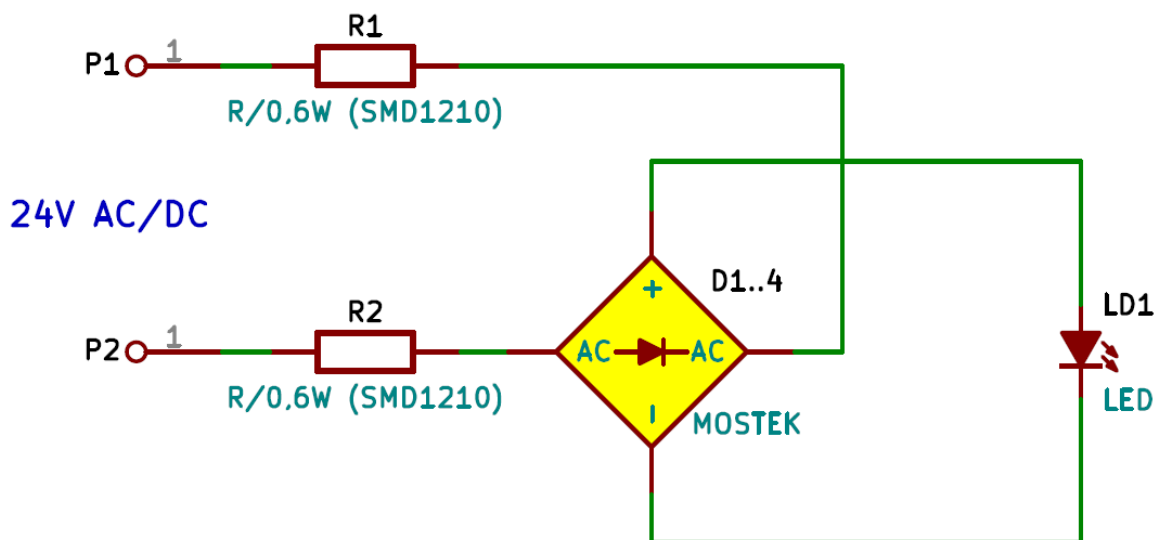 R1
P1 1
R/0,6W (SMD1210)
24V AC/DC
D1..4
+
R2
LD1
P2 1
AC AC
-
R/0,6W (SMD1210)
MOSTEK
LED